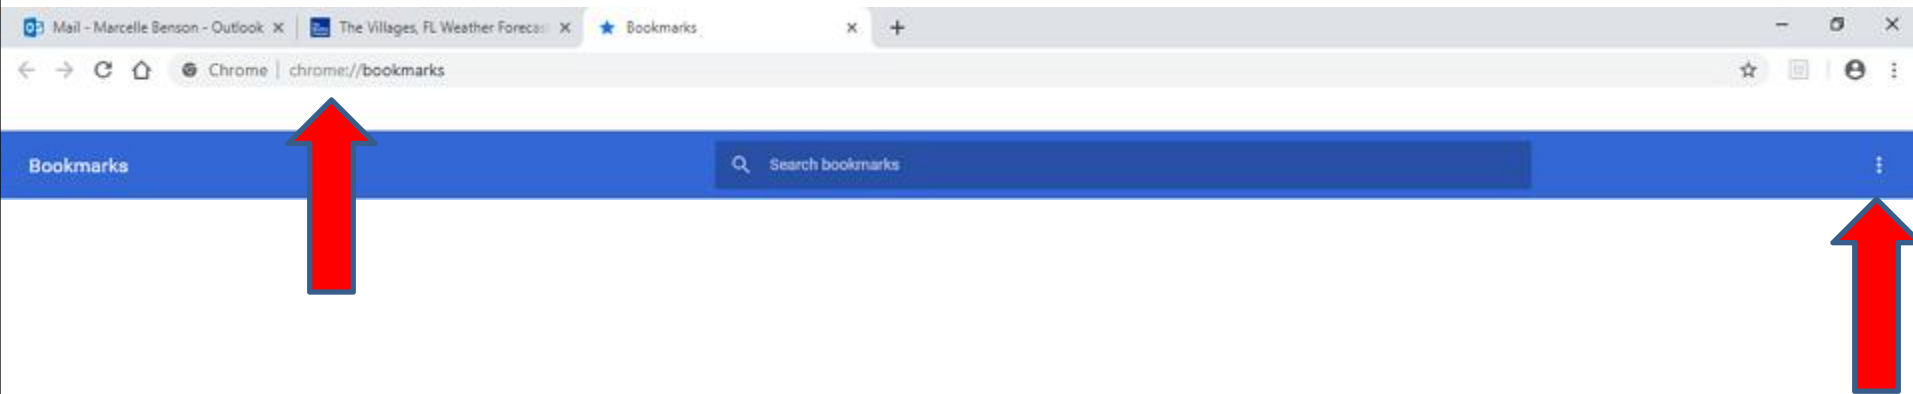 Mail - Marcelle Benson - Outlook The Villages, FL Weather Forecas Bookmarks
Chrome | chrome://bookmarks
Bookmarks Search bookmarks